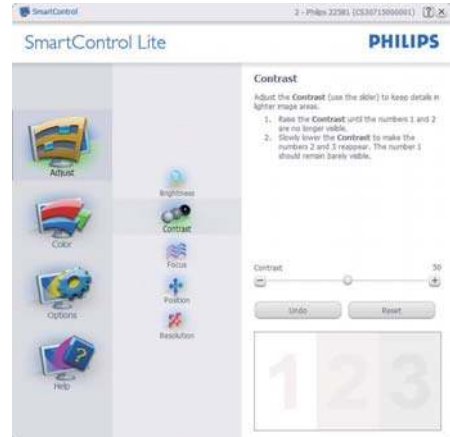 SmartControl
2 - Philips 225B1 (CS30715000001)
SmartControl Lite
PHILIPS
Contrast
Adjust the Contrast (use the slider) to keep details in
lighter image areas.
1. Raise the Contrast until the numbers 1 and 2
are no longer visible.
2. Slowly lower the Contrast to make the
numbers 2 and 3 reappear. The number 1
should remain barely visible.
Adjust
Color
Options
Help
Brightness
Contrast
Focus
Position
Resolution
Contrast 50
Undo Reset
1 2 3